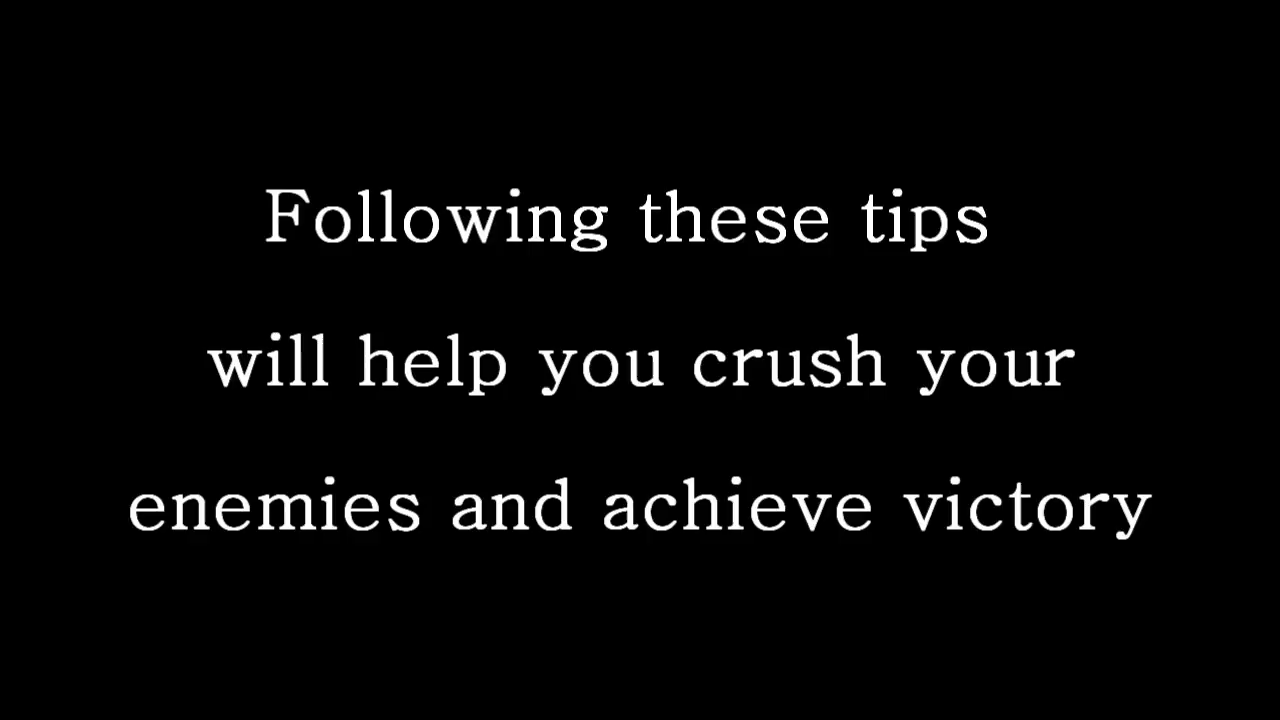 Following these tips
will help you crush your
enemies and achieve victory